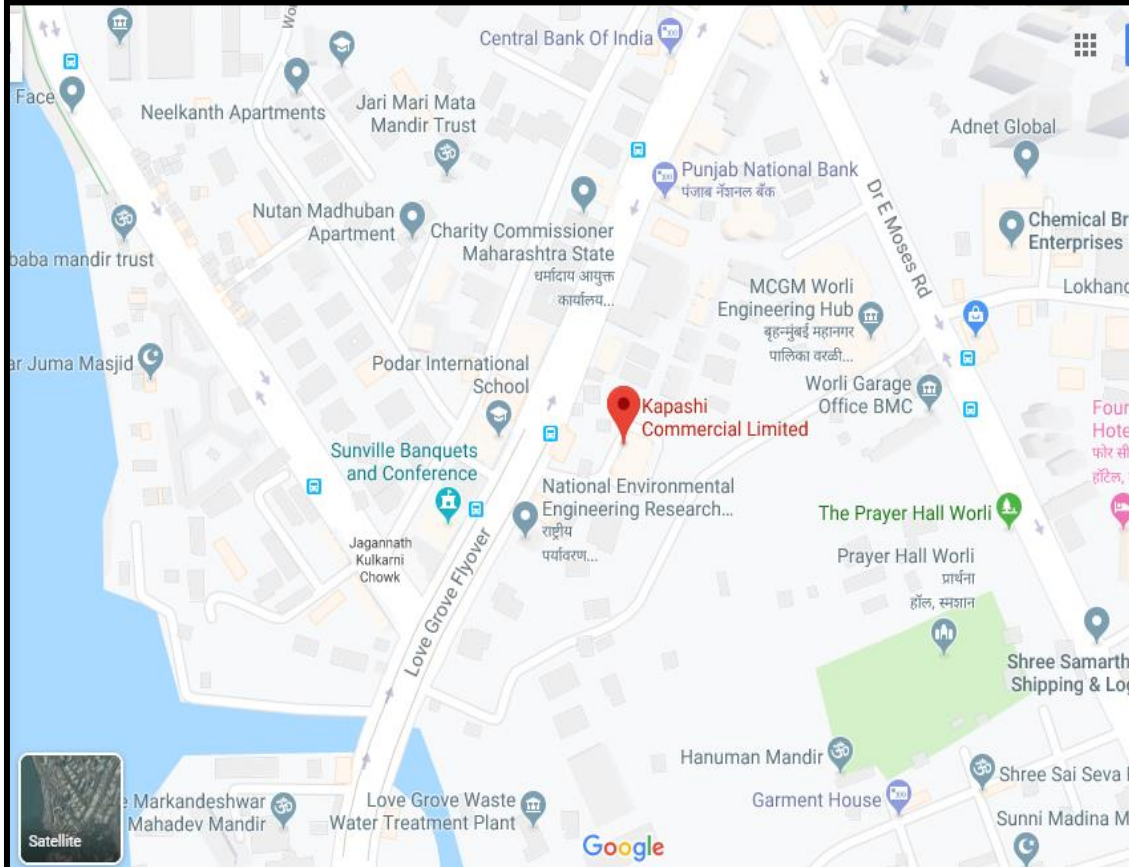 Central Bank Of India
Face
Neelkanth Apartments
Jari Mari Mata
Mandir Trust
Adnet Global
Punjab National Bank
पंजाब नॅशनल बँक
Dr E Moses Rd
Nutan Madhuban
Apartment
Charity Commissioner
Maharashtra State
धर्मादाय आयुक्त
कार्यालय...
Chemical Br
Enterprises
baba mandir trust
MCGM Worli
Engineering Hub
बृहन्मुंबई महानगर
पालिका वरळी...
Lokhand
ar Juma Masjid
Podar International
School
Worli Garage
Office BMC
Kapashi
Commercial Limited
Four
Hote
फोर सी
हॉटेल,
Sunville Banquets
and Conference
National Environmental
Engineering Research...
राष्ट्रीय
पर्यावरण...
The Prayer Hall Worli
Jagannath
Kulkarni
Chowk
Prayer Hall Worli
प्रार्थना
हॉल, स्मशान
Love Grove Flyover
Shree Samarth
Shipping & Log
Hanuman Mandir
Shree Sai Seva
Garment House
Markandeshwar
Mahadev Mandir
Love Grove Waste
Water Treatment Plant
Sunni Madina M
Satellite
Google